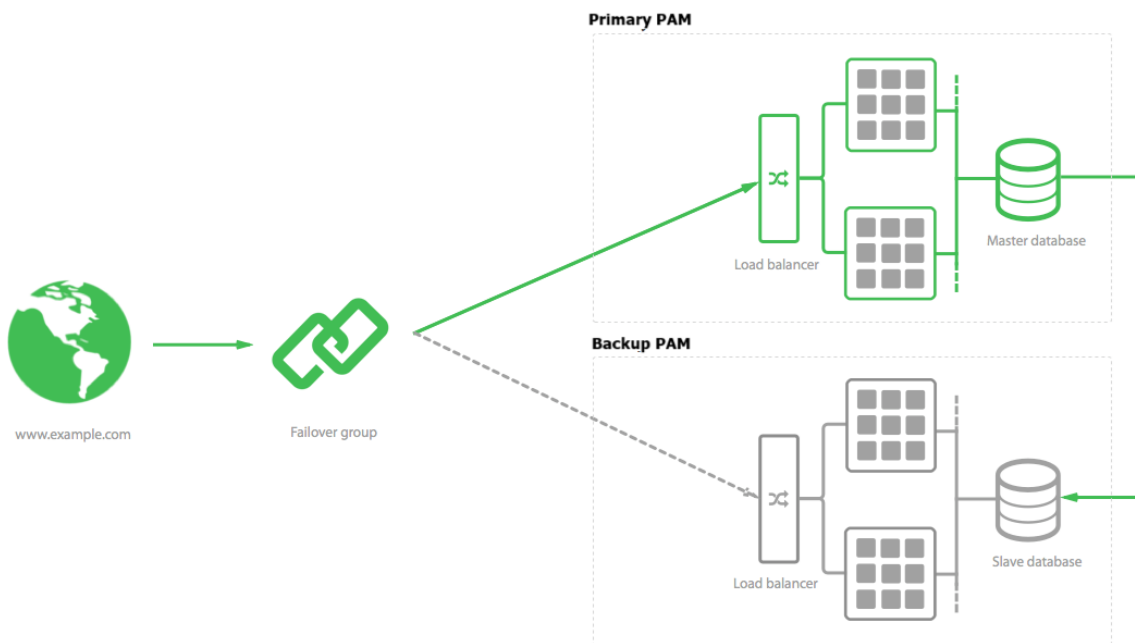 Primary PAM
Load balancer
Master database
www.example.com
Failover group
Backup PAM
Load balancer
Slave database